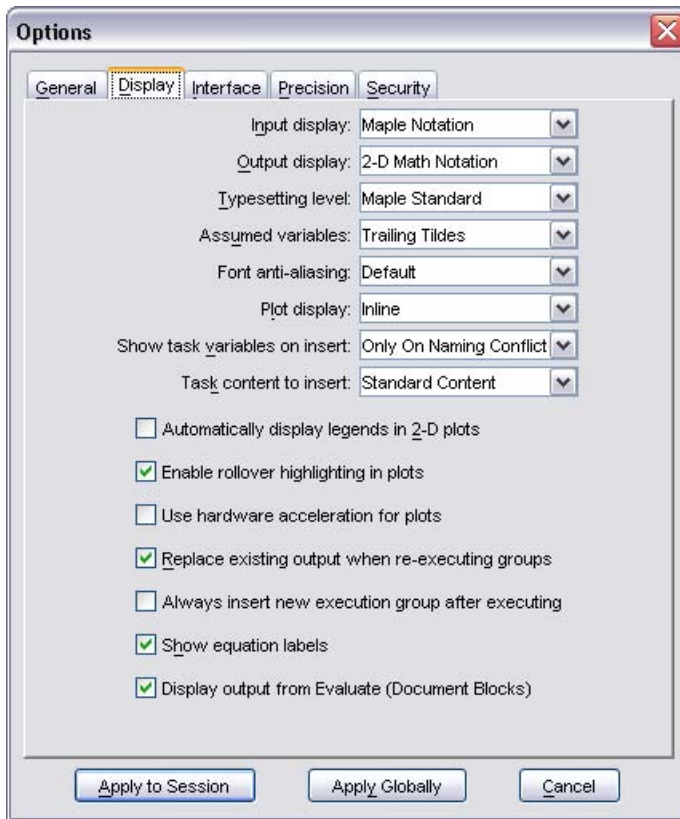 Options
General Display Interface Precision Security
Input display: Maple Notation
Output display: 2-D Math Notation
Typesetting level: Maple Standard
Assumed variables: Trailing Tildes
Font anti-aliasing: Default
Plot display: Inline
Show task variables on insert: Only On Naming Conflict
Task content to insert: Standard Content
Automatically display legends in 2-D plots
Enable rollover highlighting in plots
Use hardware acceleration for plots
Replace existing output when re-executing groups
Always insert new execution group after executing
Show equation labels
Display output from Evaluate (Document Blocks)
Apply to Session Apply Globally Cancel